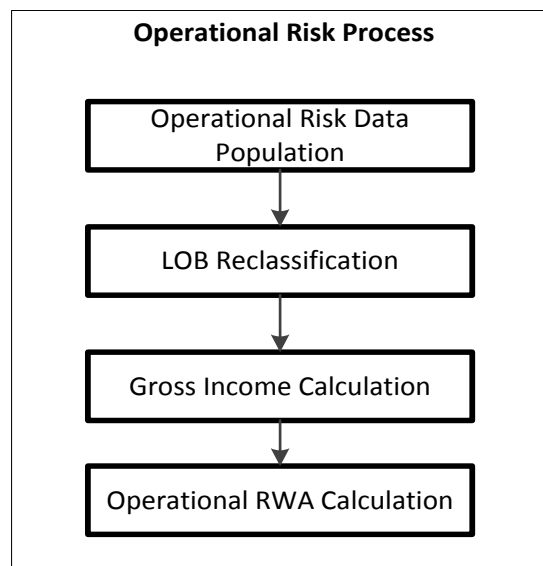 Operational Risk Process
Operational Risk Data
Population
LOB Reclassification
Gross Income Calculation
Operational RWA Calculation